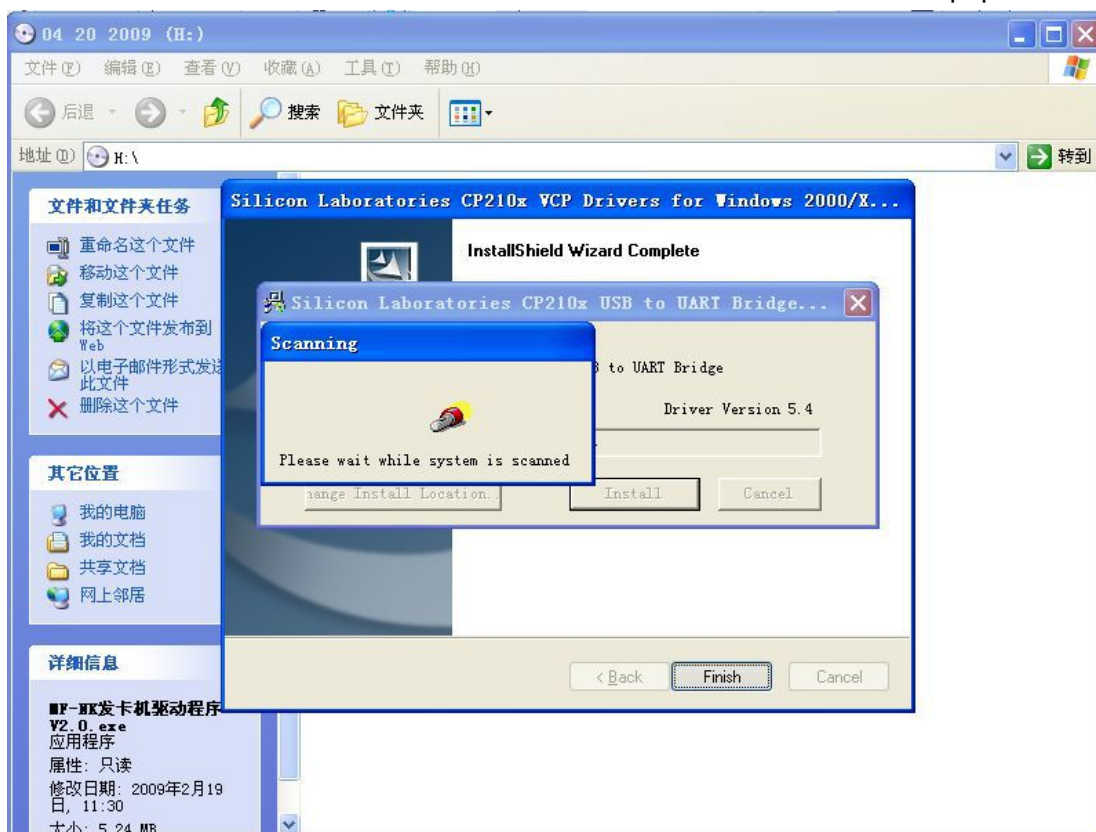 04 20 2009 (H:)
文件(F) 编辑(E) 查看(V) 收藏(A) 工具(T) 帮助(H)
后退 搜索 文件夹
地址(D) H:\ 转到
文件和文件夹任务
重命名这个文件
移动这个文件
复制这个文件
将这个文件发布到
Web
以电子邮件形式发送
此文件
删除这个文件
其它位置
我的电脑
我的文档
共享文档
网上邻居
详细信息
MF-NK发卡机驱动程序
V2.0.exe
应用程序
属性: 只读
修改日期: 2009年2月19
日, 11:30
大小: 5.24 MB
Silicon Laboratories CP210x VCP Drivers for Windows 2000/X...
InstallShield Wizard Complete
Silicon Laboratories CP210x USB to UART Bridge...
to UART Bridge
Driver Version 5.4
Scanning
Please wait while system is scanned
hange Install Location. Install Cancel
< Back Finish Cancel